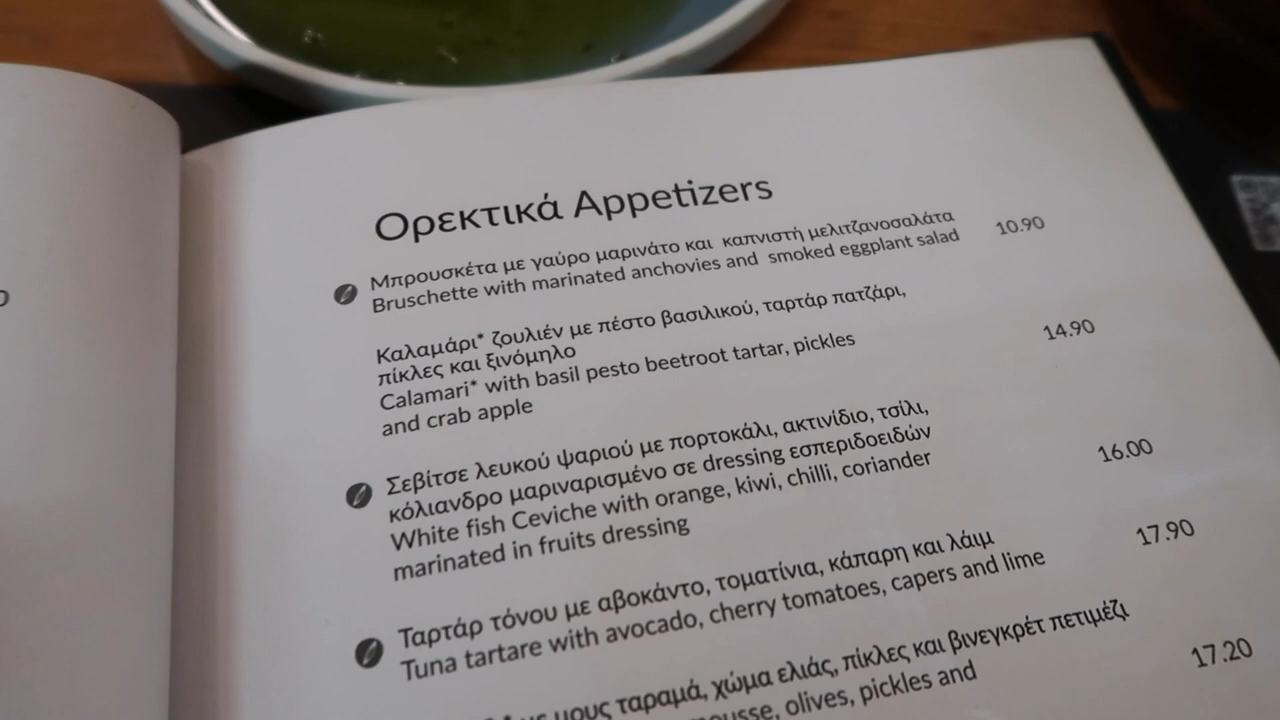 Ορεκτικά Appetizers
Μπρουσκέτα με γαύρο μαρινάτο και καπνιστή μελιτζανοσαλάτα
Bruschette with marinated anchovies and smoked eggplant salad 10.90
Καλαμάρι* ζουλιέν με πέστο βασιλικού, ταρτάρ πατζάρι,
πίκλες και ξινόμηλο
Calamari* with basil pesto beetroot tartar, pickles 14.90
and crab apple
Σεβίτσε λευκού ψαριού με πορτοκάλι, ακτινίδιο, τσίλι,
κόλιανδρο μαριναρισμένο σε dressing εσπεριδοειδών
White fish Ceviche with orange, kiwi, chilli, coriander 16.00
marinated in fruits dressing
Ταρτάρ τόνου με αβοκάντο, τοματίνια, κάπαρη και λάιμ
Tuna tartare with avocado, cherry tomatoes, capers and lime 17.90
μους ταραμά, χώμα ελιάς, πίκλες και βινεγκρέτ πετιμέζι
olives, pickles and 17.20